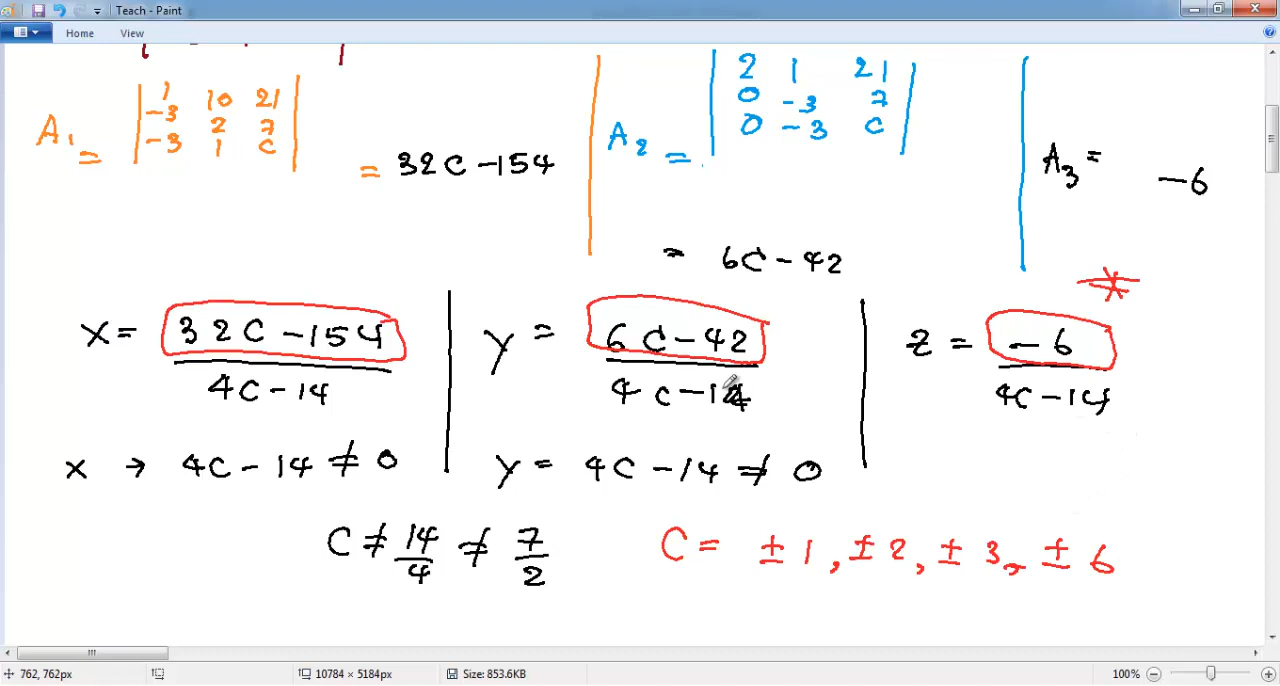 Teach - Paint
Home View
A1 = | 1 10 21 |
| -3 2 7 |
| -3 1 C |
= 32C - 154
A2 = | 2 1 21 |
| 0 -3 7 |
| 0 -3 C |
= 6C - 42
A3 = -6
X = 32C - 154
4C - 14
y = 6C - 42
4C - 14
z = -6
4C - 14
x → 4C - 14 ≠ 0
y = 4C - 14 ≠ 0
C ≠ 14/4 ≠ 7/2
C = ± 1, ± 2, ± 3, ± 6
762, 762px
10784 × 5184px
Size: 853.6KB
100%